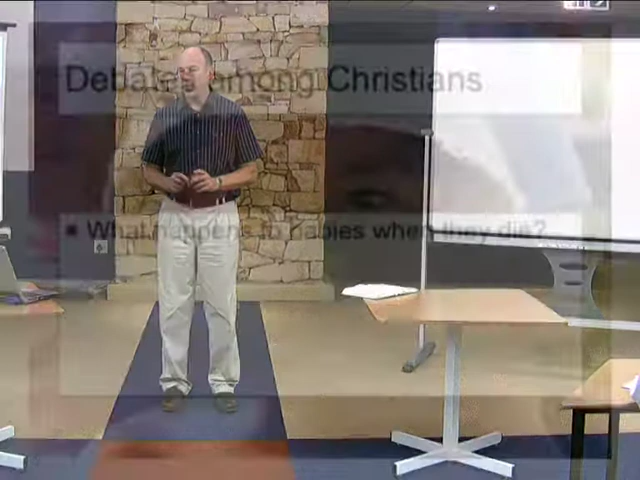 Debates among Christians
▪ What happens to babies when they die?